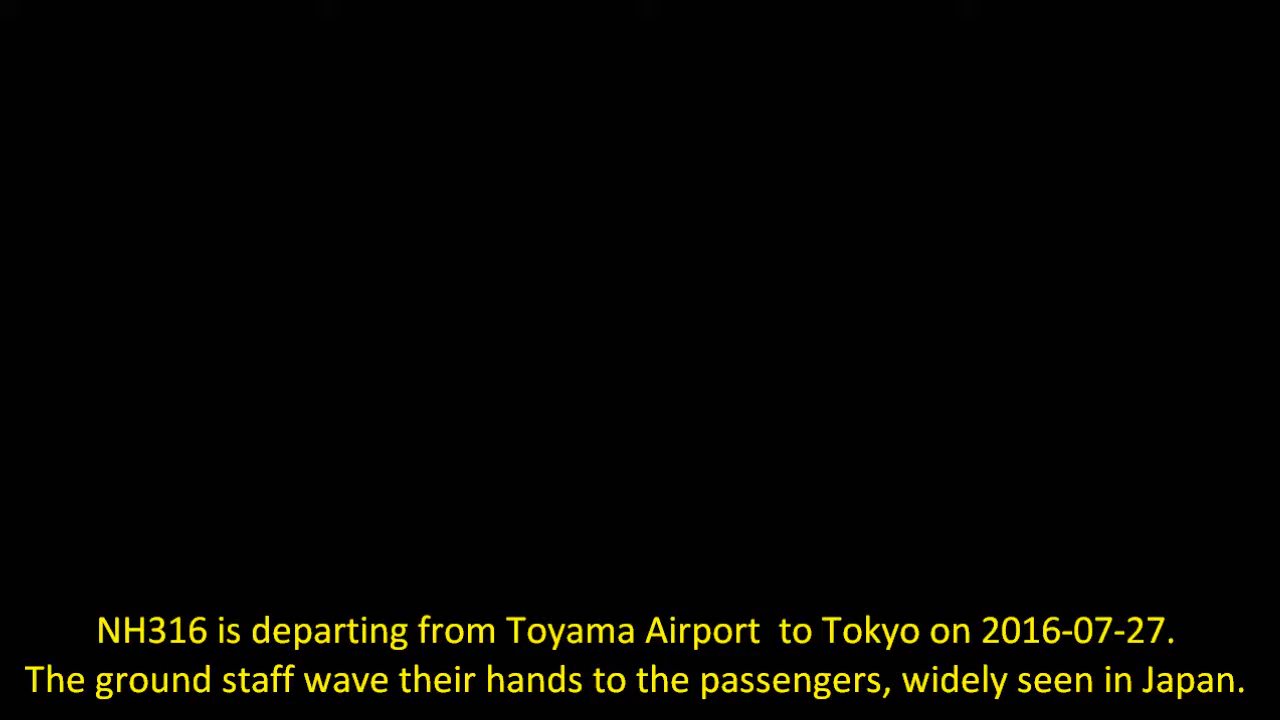 NH316 is departing from Toyama Airport  to Tokyo on 2016-07-27.
The ground staff wave their hands to the passengers, widely seen in Japan.